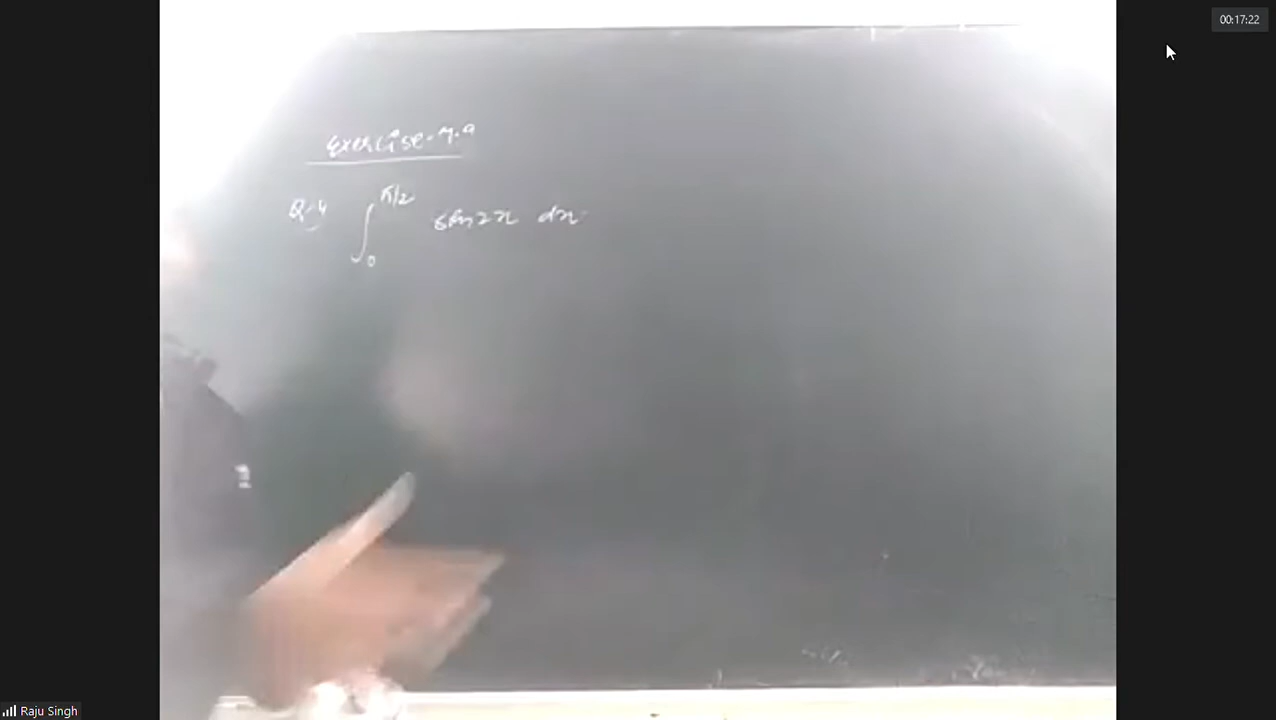 00:17:22
Exercise-7.9
Q-4 ∫₀^π/2 sin2x dx
Raju Singh